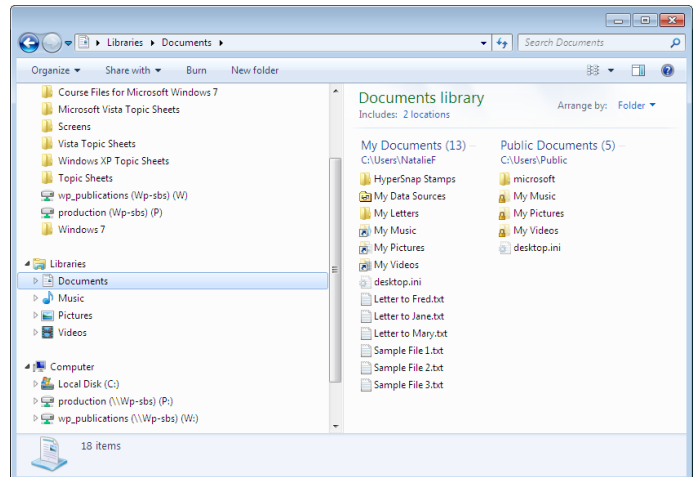 Libraries Documents
Search Documents
Organize Share with Burn New folder
Course Files for Microsoft Windows 7
Microsoft Vista Topic Sheets
Screens
Vista Topic Sheets
Windows XP Topic Sheets
Topic Sheets
wp_publications (Wp-sbs) (W)
production (Wp-sbs) (P)
Windows 7
Libraries
Documents
Music
Pictures
Videos
Computer
Local Disk (C:)
production (\\Wp-sbs) (P:)
wp_publications (\\Wp-sbs) (W:)
Documents library
Includes: 2 locations
Arrange by: Folder
My Documents (13)
C:\Users\NatalieF
HyperSnap Stamps
My Data Sources
My Letters
My Music
My Pictures
My Videos
desktop.ini
Letter to Fred.txt
Letter to Jane.txt
Letter to Mary.txt
Sample File 1.txt
Sample File 2.txt
Sample File 3.txt
Public Documents (5)
C:\Users\Public
microsoft
My Music
My Pictures
My Videos
desktop.ini
18 items